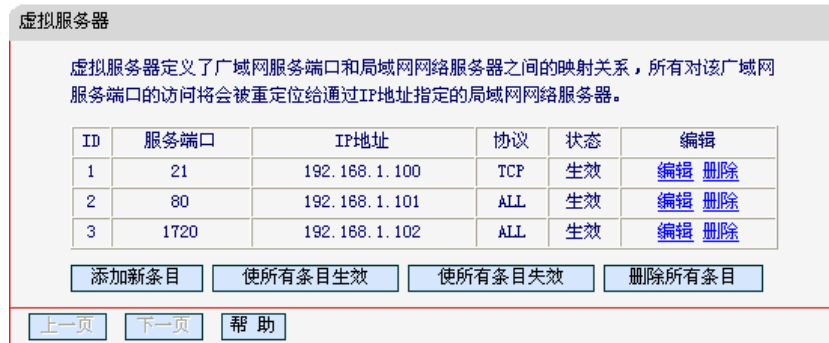 虚拟服务器
虚拟服务器定义了广域网服务端口和局域网网络服务器之间的映射关系，所有对该广域网
服务端口的访问将会被重定位给通过IP地址指定的局域网网络服务器。
ID 服务端口 IP地址 协议 状态 编辑
1 21 192.168.1.100 TCP 生效 编辑 删除
2 80 192.168.1.101 ALL 生效 编辑 删除
3 1720 192.168.1.102 ALL 生效 编辑 删除
添加新条目 使所有条目生效 使所有条目失效 删除所有条目
上一页 下一页 帮 助